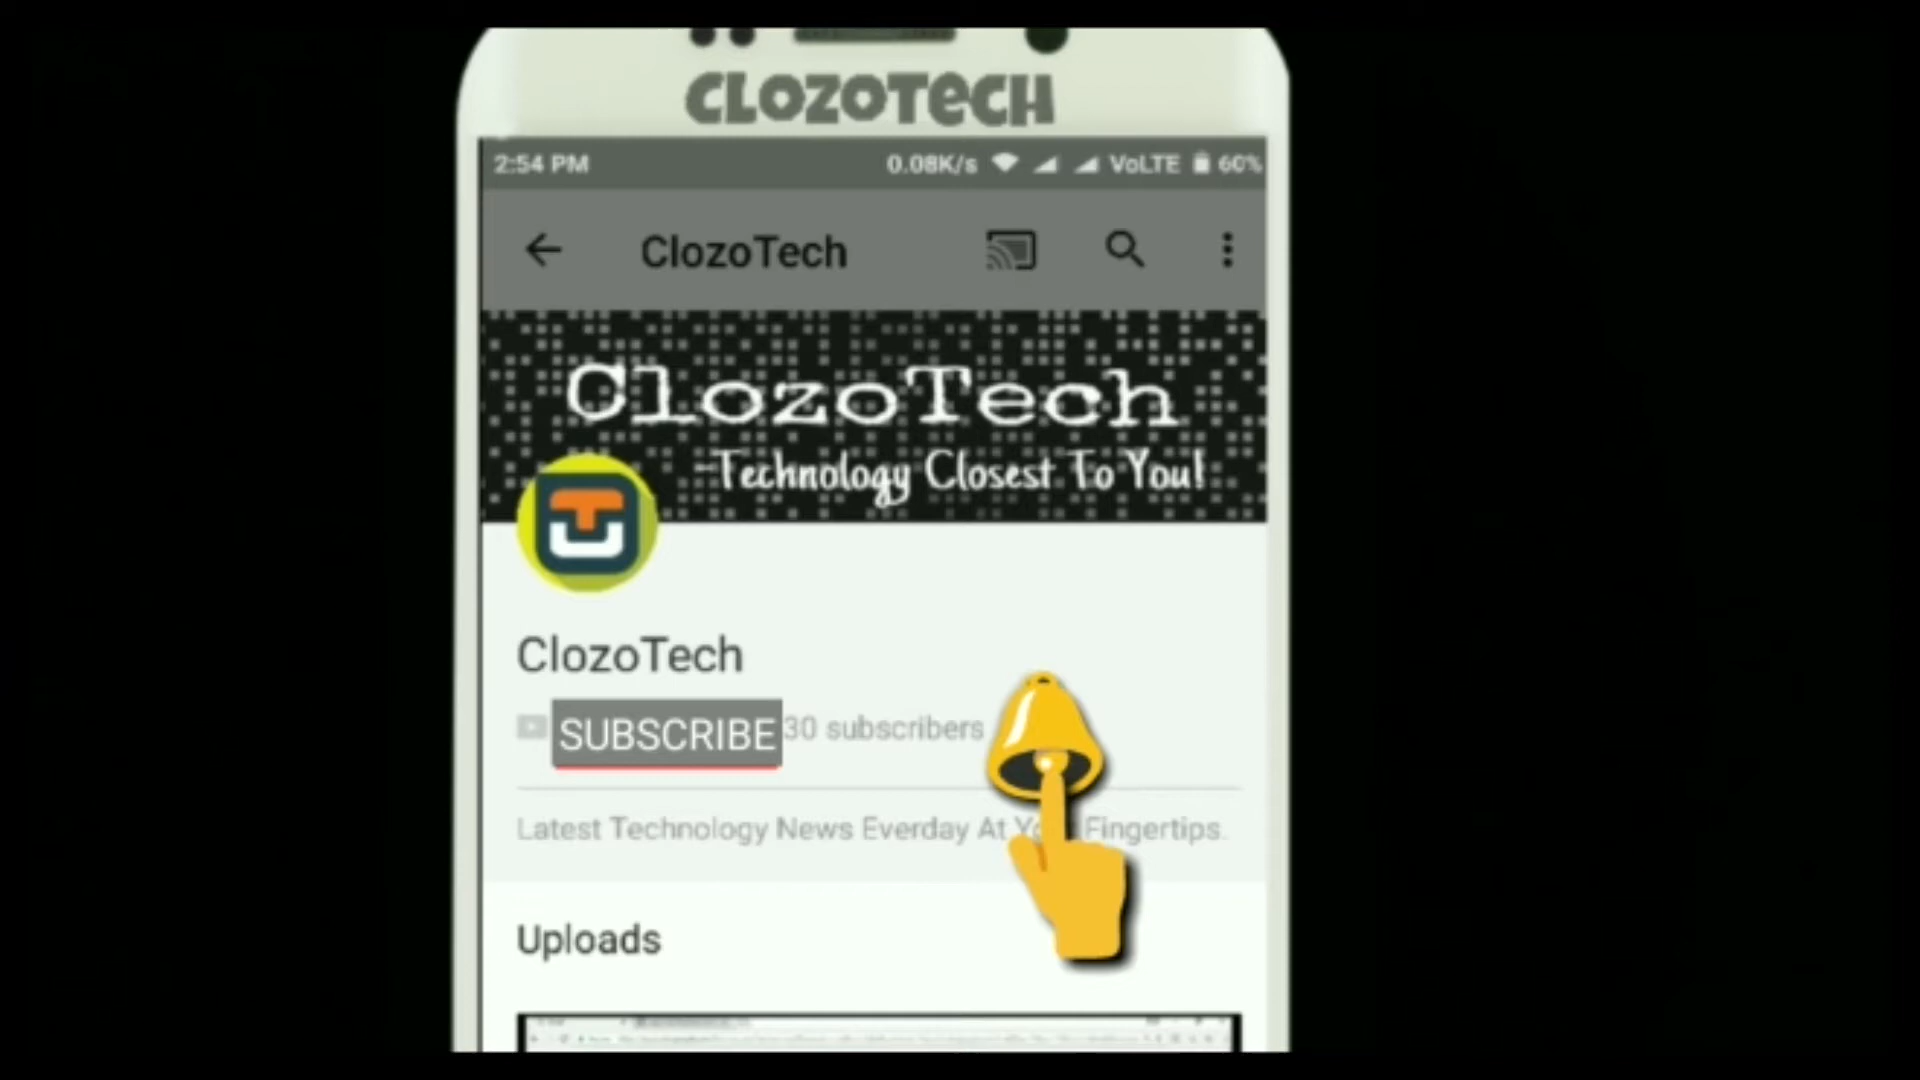 CLOZOTECH
2:54 PM 0.08K/s VoLTE 60%
ClozoTech
ClozoTech
-Technology Closest To You!
ClozoTech
SUBSCRIBE 30 subscribers
Latest Technology News Everday At Fingertips.
Uploads